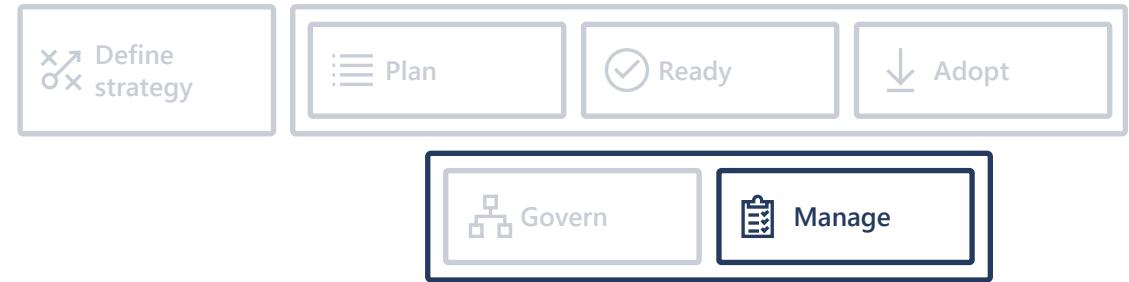 Define
strategy
Plan
Ready
Adopt
Govern
Manage